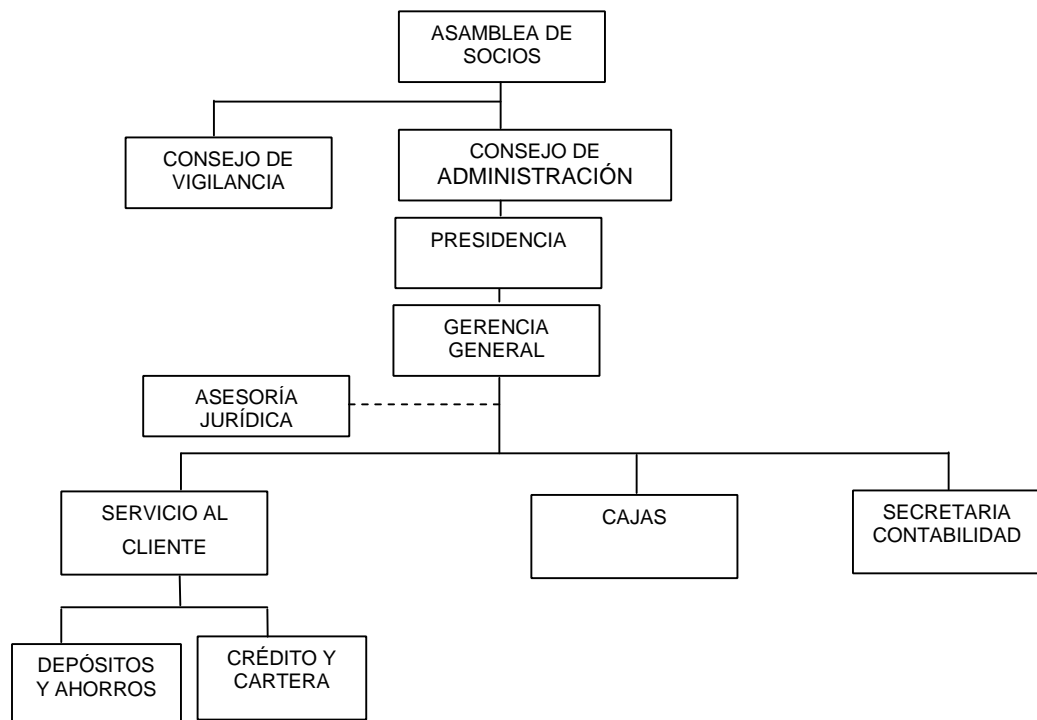 ASAMBLEA DE
SOCIOS
CONSEJO DE
VIGILANCIA
CONSEJO DE
ADMINISTRACIÓN
PRESIDENCIA
GERENCIA
GENERAL
ASESORÍA
JURÍDICA
SERVICIO AL
CLIENTE
CAJAS
SECRETARIA
CONTABILIDAD
DEPÓSITOS
Y AHORROS
CRÉDITO Y
CARTERA